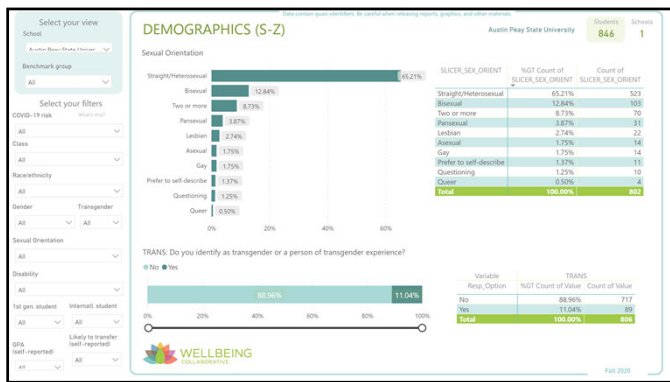 Data contain quasi-identifiers. Be careful when releasing reports, graphics, and other materials.
Select your view
School
Austin Peay State Univer...
Benchmark group
All
Select your filters
COVID-19 risk
What's this?
All
Class
All
Race/ethnicity
All
Gender Transgender
All All
Sexual Orientation
All
Disability
All
1st gen. student Internatl. student
All All
GPA (self-reported) Likely to transfer (self-reported)
All All
DEMOGRAPHICS (S-Z)
Austin Peay State University
Students Schools
846 1
Sexual Orientation
Straight/Heterosexual 65.21%
Bisexual 12.84%
Two or more 8.73%
Pansexual 3.87%
Lesbian 2.74%
Asexual 1.75%
Gay 1.75%
Prefer to self-describe 1.37%
Questioning 1.25%
Queer 0.50%
0% 20% 40% 60%
SLICER_SEX_ORIENT %GT Count of SLICER_SEX_ORIENT Count of SLICER_SEX_ORIENT
Straight/Heterosexual 65.21% 523
Bisexual 12.84% 103
Two or more 8.73% 70
Pansexual 3.87% 31
Lesbian 2.74% 22
Asexual 1.75% 14
Gay 1.75% 14
Prefer to self-describe 1.37% 11
Questioning 1.25% 10
Queer 0.50% 4
Total 100.00% 802
TRANS: Do you identify as transgender or a person of transgender experience?
No Yes
88.96% 11.04%
0% 20% 40% 60% 80% 100%
0% 100%
Variable TRANS
Resp_Option %GT Count of Value Count of Value
No 88.96% 717
Yes 11.04% 89
Total 100.00% 806
WELLBEING
COLLABORATIVE
Fall 2020